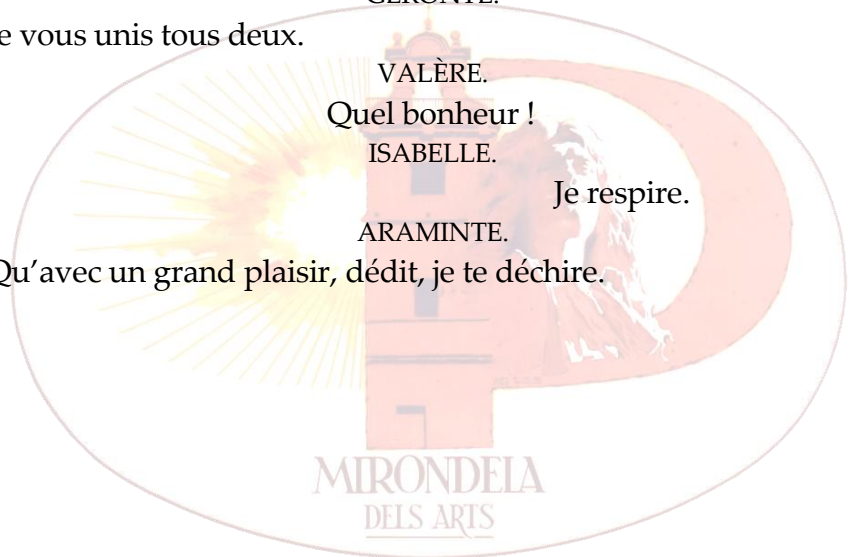 GÉRONTE.
e vous unis tous deux.
VALÈRE.
Quel bonheur !
ISABELLE.
Je respire.
ARAMINTE.
Qu’avec un grand plaisir, dédit, je te déchire.
MIRONDELA
DELS ARTS